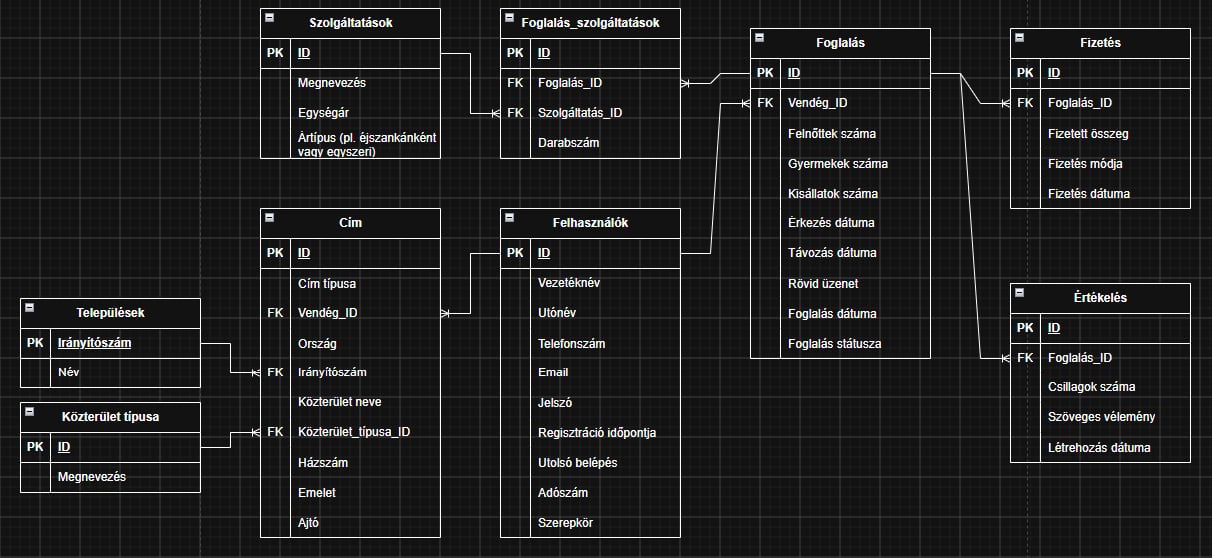 Szolgáltatások
PK ID
Megnevezés
Egységár
Ártípus (pl. éjszankánként
vagy egyszeri)
Foglalás_szolgáltatások
PK ID
FK Foglalás_ID
FK Szolgáltatás_ID
Darabszám
Foglalás
PK ID
FK Vendég_ID
Felnőttek száma
Gyermekek száma
Kisállatok száma
Érkezés dátuma
Távozás dátuma
Rövid üzenet
Foglalás dátuma
Foglalás státusza
Fizetés
PK ID
FK Foglalás_ID
Fizetett összeg
Fizetés módja
Fizetés dátuma
Települések
PK Irányítószám
Név
Közterület típusa
PK ID
Megnevezés
Cím
PK ID
Cím típusa
FK Vendég_ID
Ország
FK Irányítószám
Közterület neve
FK Közterület_típusa_ID
Házszám
Emelet
Ajtó
Felhasználók
PK ID
Vezetéknév
Utónév
Telefonszám
Email
Jelszó
Regisztráció időpontja
Utolsó belépés
Adószám
Szerepkör
Értékelés
PK ID
FK Foglalás_ID
Csillagok száma
Szöveges vélemény
Létrehozás dátuma